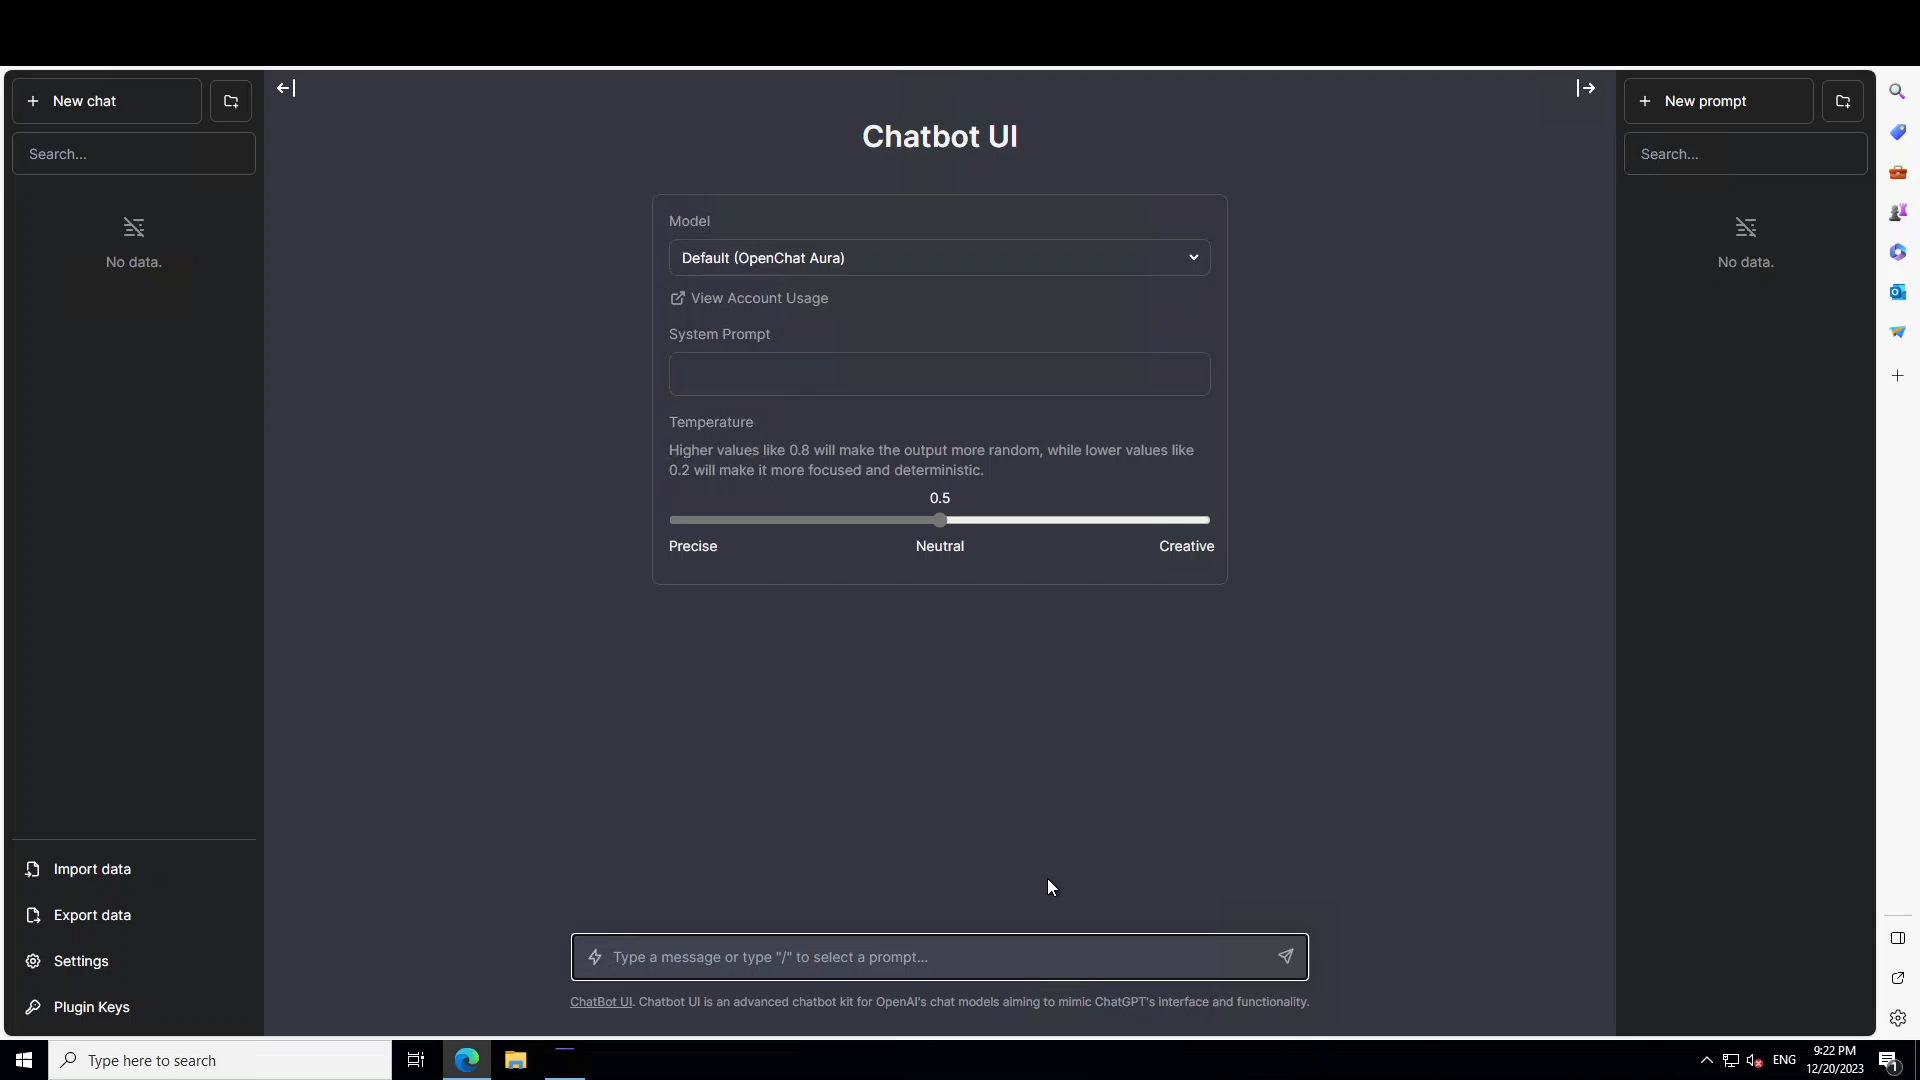 New chat
Search...
No data.
Import data
Export data
Settings
Plugin Keys
Chatbot UI
Model
Default (OpenChat Aura)
View Account Usage
System Prompt
Temperature
Higher values like 0.8 will make the output more random, while lower values like
0.2 will make it more focused and deterministic.
0.5
Precise Neutral Creative
Type a message or type "/" to select a prompt...
ChatBot UI. Chatbot UI is an advanced chatbot kit for OpenAI's chat models aiming to mimic ChatGPT's interface and functionality.
New prompt
Search...
No data.
Type here to search
ENG
9:22 PM
12/20/2023
1